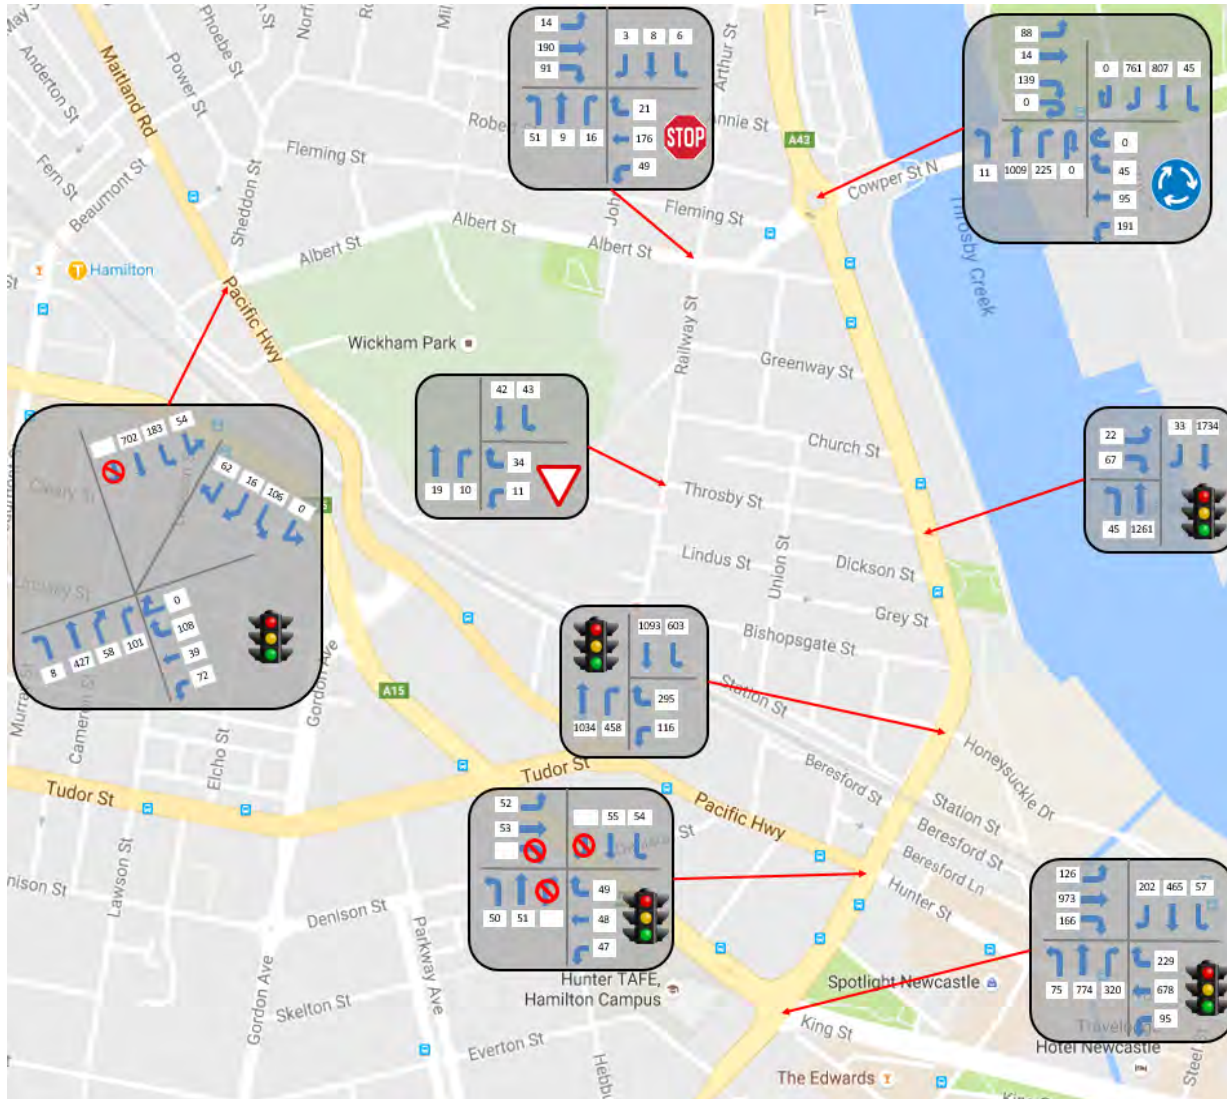 May St
Anderton St
Fern St
Beaumont St
Power St
Phoebe St
Maitland Rd
Sheddon St
Fleming St
Albert St
Albert St
Albert St
Fleming St
Arthur St
Annie St
A43
Cowper St N
Throsby Creek
Hamilton
Pacific Hwy
Wickham Park
Railway St
Greenway St
Church St
Throsby St
Lindus St
Union St
Dickson St
Grey St
Bishopsgate St
Station St
Honeysuckle Dr
Beresford St
Station St
Beresford St
Beresford Ln
Hunter St
Pacific Hwy
Tudor St
Tudor St
A15
Gordon Ave
Elcho St
Cameron St
Lawson St
Denison St
Parkway Ave
Gordon Ave
Skelton St
Everton St
Hunter TAFE,
Hamilton Campus
Spotlight Newcastle
King St
Hotel Newcastle
The Edwards
Steel St
14
190
91
3 8 6
51 9 16
21
176
49
STOP
88
14
139
0
0 761 807 45
11 1009 225 0
0
45
95
191
702 183 54
62 16 106 0
8 427 58 101
0
108
39
72
42 43
19 10
34
11
22
67
33 1734
45 1261
1093 603
1034 458
295
116
52
53
55 54
50 51
49
48
47
126
973
166
202 465 57
75 774 320
229
678
95